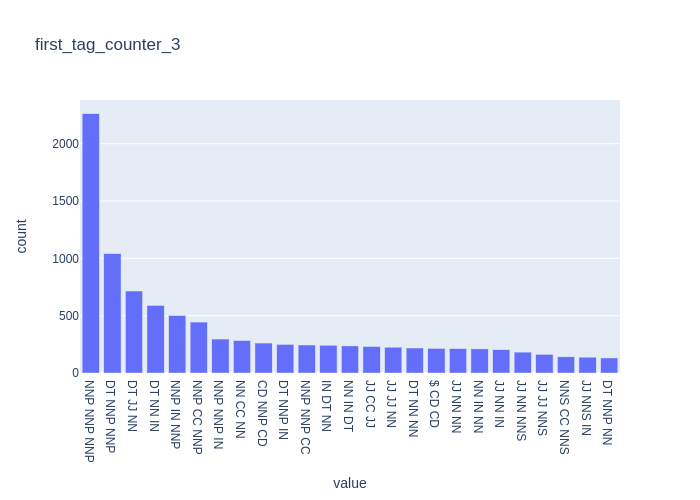 first_tag_counter_3
count
2000
1500
1000
500
0
NNP NNP NNP
DT NNP NNP
DT JJ NN
DT NN IN
NNP IN NNP
NNP CC NNP
NNP NNP IN
NN CC NN
CD NNP CD
DT NNP IN
NNP NNP CC
IN DT NN
NN IN DT
JJ CC JJ
JJ JJ NN
DT NN NN
$ CD CD
JJ NN NN
NN IN NN
JJ NN IN
JJ NN NNS
JJ JJ NNS
NNS CC NNS
JJ NNS IN
DT NNP NN
value